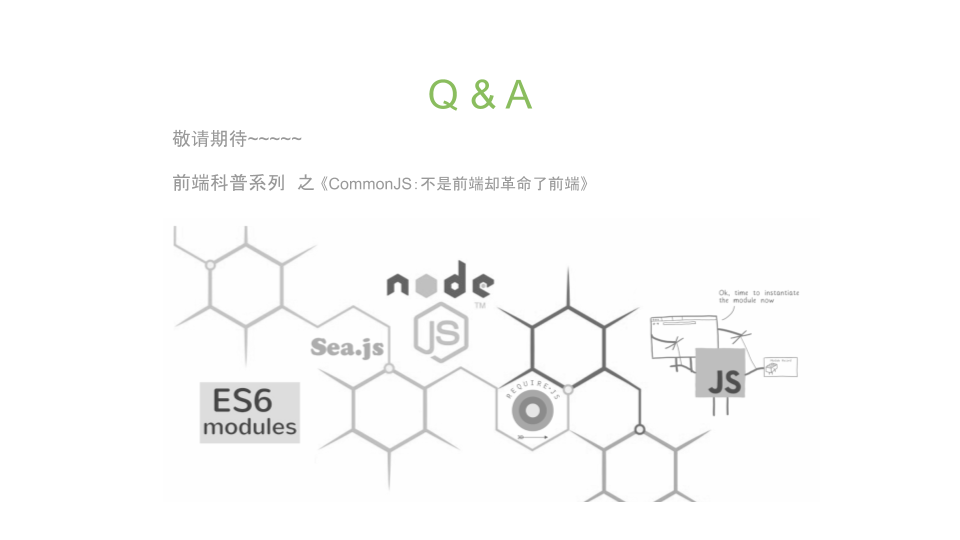 Q & A
敬请期待~~~~~
前端科普系列 之《CommonJS：不是前端却革命了前端》
node
TM
JS
Ok, time to instantiate
the module now
Sea.js
JS
REQUIRE-JS
ES6
modules